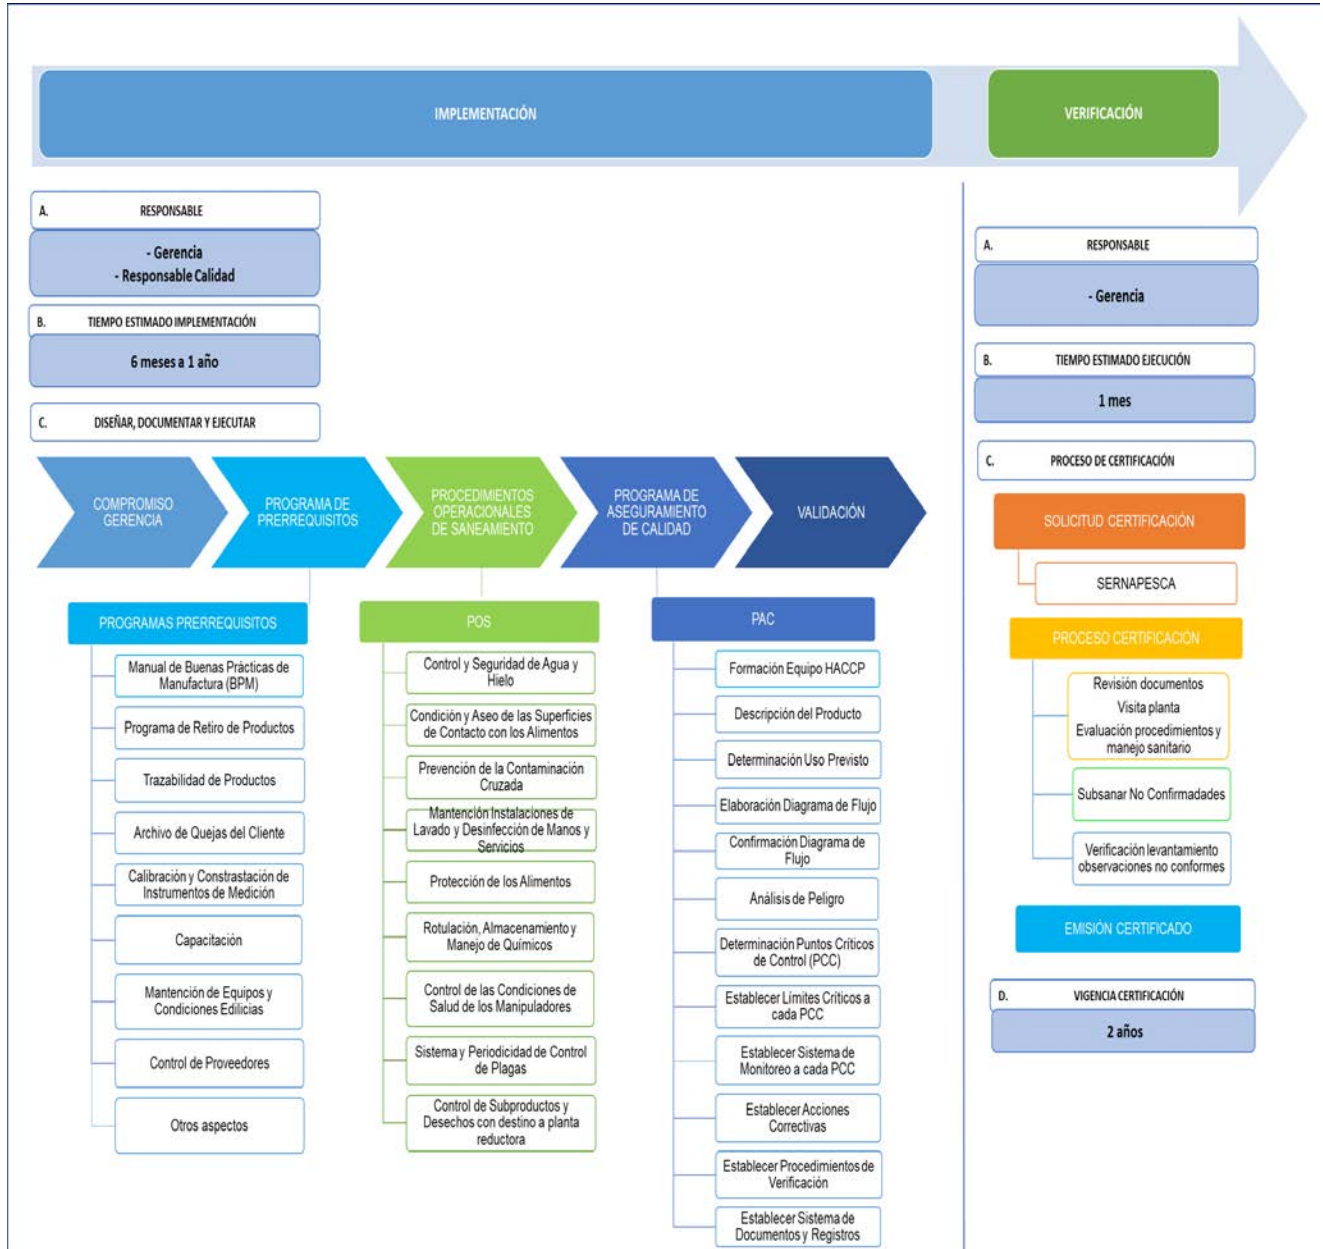 IMPLEMENTACIÓN
VERIFICACIÓN
A. RESPONSABLE
- Gerencia
- Responsable Calidad
B. TIEMPO ESTIMADO IMPLEMENTACIÓN
6 meses a 1 año
C. DISEÑAR, DOCUMENTAR Y EJECUTAR
COMPROMISO
GERENCIA
PROGRAMA DE
PRERREQUISITOS
PROCEDIMIENTOS
OPERACIONALES
DE SANEAMIENTO
PROGRAMA DE
ASEGURAMIENTO
DE CALIDAD
VALIDACIÓN
PROGRAMAS PRERREQUISITOS
Manual de Buenas Prácticas de
Manufactura (BPM)
Programa de Retiro de Productos
Trazabilidad de Productos
Archivo de Quejas del Cliente
Calibración y Constrastación de
Instrumentos de Medición
Capacitación
Mantención de Equipos y
Condiciones Edilicias
Control de Proveedores
Otros aspectos
POS
Control y Seguridad de Agua y
Hielo
Condición y Aseo de las Superficies
de Contacto con los Alimentos
Prevención de la Contaminación
Cruzada
Mantención Instalaciones de
Lavado y Desinfección de Manos y
Servicios
Protección de los Alimentos
Rotulación, Almacenamiento y
Manejo de Químicos
Control de las Condiciones de
Salud de los Manipuladores
Sistema y Periodicidad de Control
de Plagas
Control de Subproductos y
Desechos con destino a planta
reductora
PAC
Formación Equipo HACCP
Descripción del Producto
Determinación Uso Previsto
Elaboración Diagrama de Flujo
Confirmación Diagrama de
Flujo
Análisis de Peligro
Determinación Puntos Críticos
de Control (PCC)
Establecer Límites Críticos a
cada PCC
Establecer Sistema de
Monitoreo a cada PCC
Establecer Acciones
Correctivas
Establecer Procedimientos de
Verificación
Establecer Sistema de
Documentos y Registros
A. RESPONSABLE
- Gerencia
B. TIEMPO ESTIMADO EJECUCIÓN
1 mes
C. PROCESO DE CERTIFICACIÓN
SOLICITUD CERTIFICACIÓN
SERNAPESCA
PROCESO CERTIFICACIÓN
Revisión documentos
Visita planta
Evaluación procedimientos y
manejo sanitario
Subsanar No Confirmadades
Verificación levantamiento
observaciones no conformes
EMISIÓN CERTIFICADO
D. VIGENCIA CERTIFICACIÓN
2 años